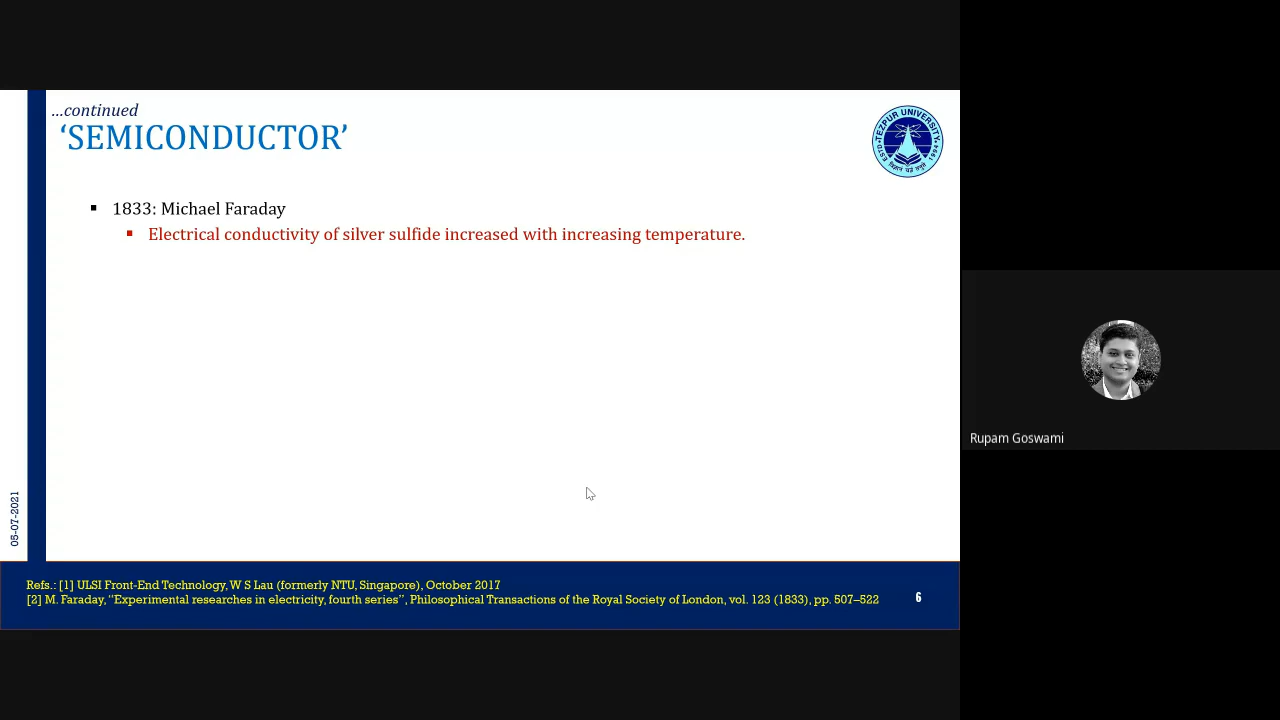 ...continued
‘SEMICONDUCTOR’
TEZPUR UNIVERSITY
▪ 1833: Michael Faraday
▪ Electrical conductivity of silver sulfide increased with increasing temperature.
Rupam Goswami
05-07-2021
Refs.: [1] ULSI Front-End Technology, W S Lau (formerly NTU, Singapore), October 2017
[2] M. Faraday, “Experimental researches in electricity, fourth series”, Philosophical Transactions of the Royal Society of London, vol. 123 (1833), pp. 507–522
6